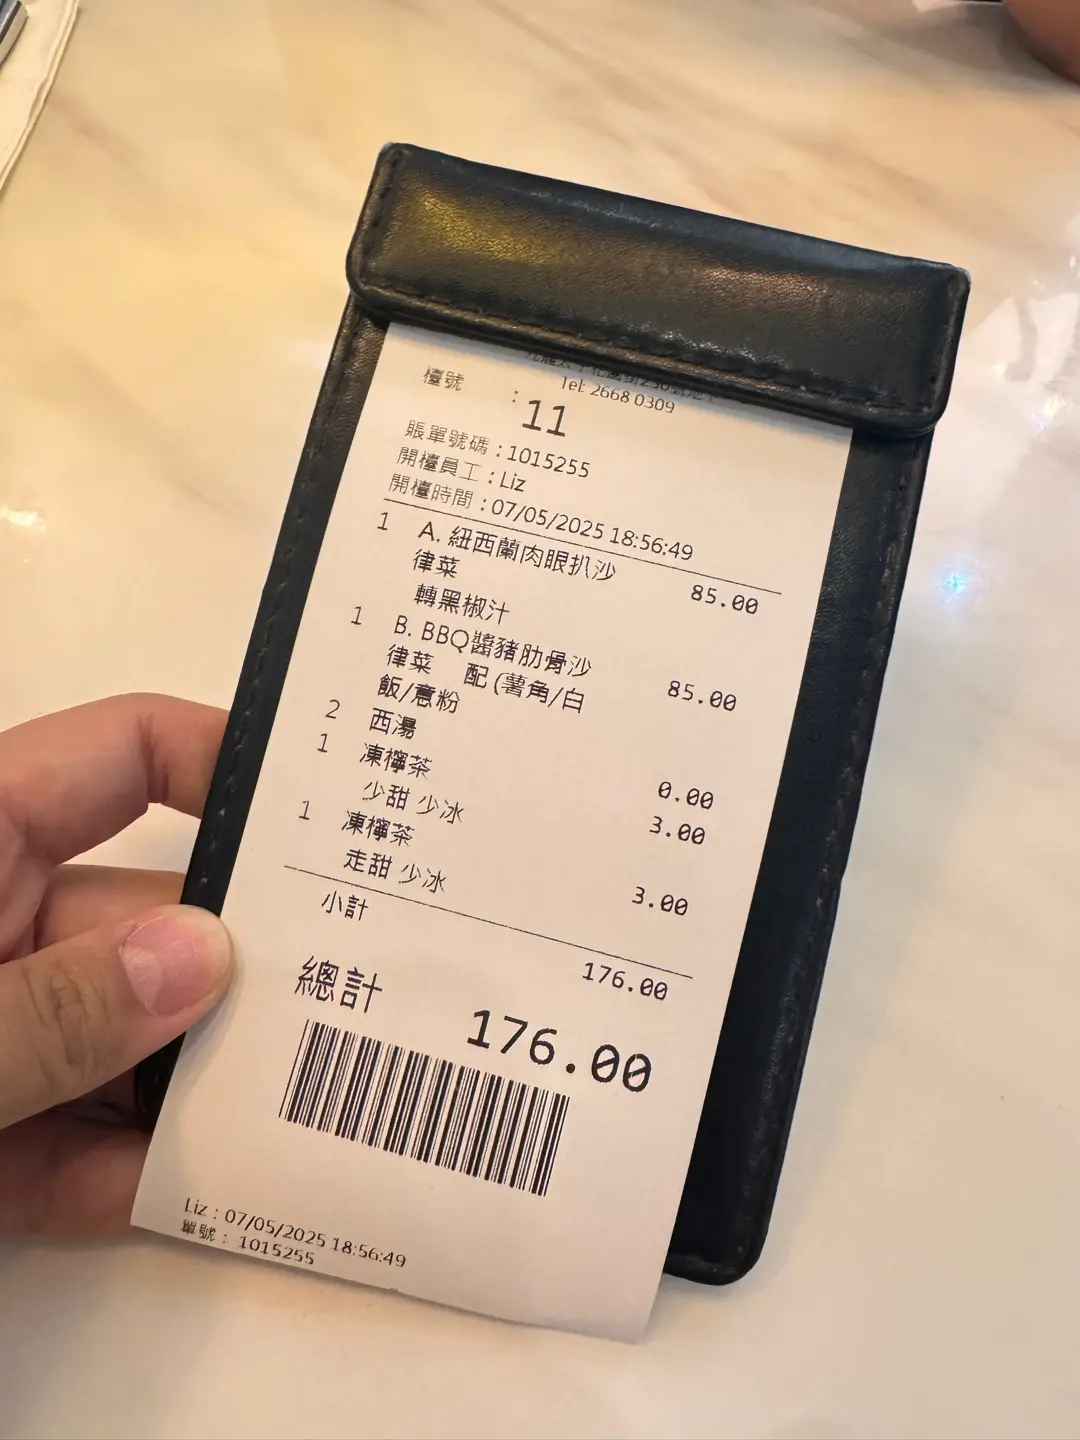 Tel: 2668 0309
檯號 : 11
賬單號碼 : 1015255
開檯員工 : Liz
開檯時間 : 07/05/2025 18:56:49
1 A. 紐西蘭肉眼扒沙 85.00
律菜
轉黑椒汁
1 B. BBQ醬豬肋骨沙 85.00
律菜 配 (薯角/白
飯/意粉
2 西湯 0.00
1 凍檸茶 3.00
少甜 少冰
1 凍檸茶 3.00
走甜 少冰
小計 176.00
總計 176.00
Liz : 07/05/2025 18:56:49
單號 : 1015255